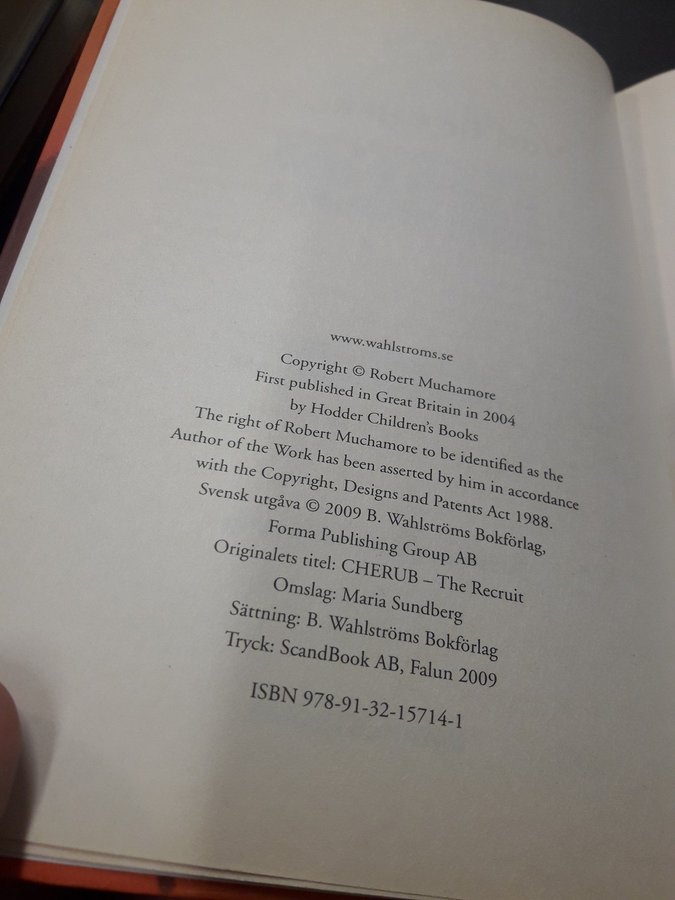 www.wahlstroms.se
Copyright © Robert Muchamore
First published in Great Britain in 2004
by Hodder Children's Books
The right of Robert Muchamore to be identified as the
Author of the Work has been asserted by him in accordance
with the Copyright, Designs and Patents Act 1988.
Svensk utgåva © 2009 B. Wahlströms Bokförlag,
Forma Publishing Group AB
Originalets titel: CHERUB – The Recruit
Omslag: Maria Sundberg
Sättning: B. Wahlströms Bokförlag
Tryck: ScandBook AB, Falun 2009
ISBN 978-91-32-15714-1